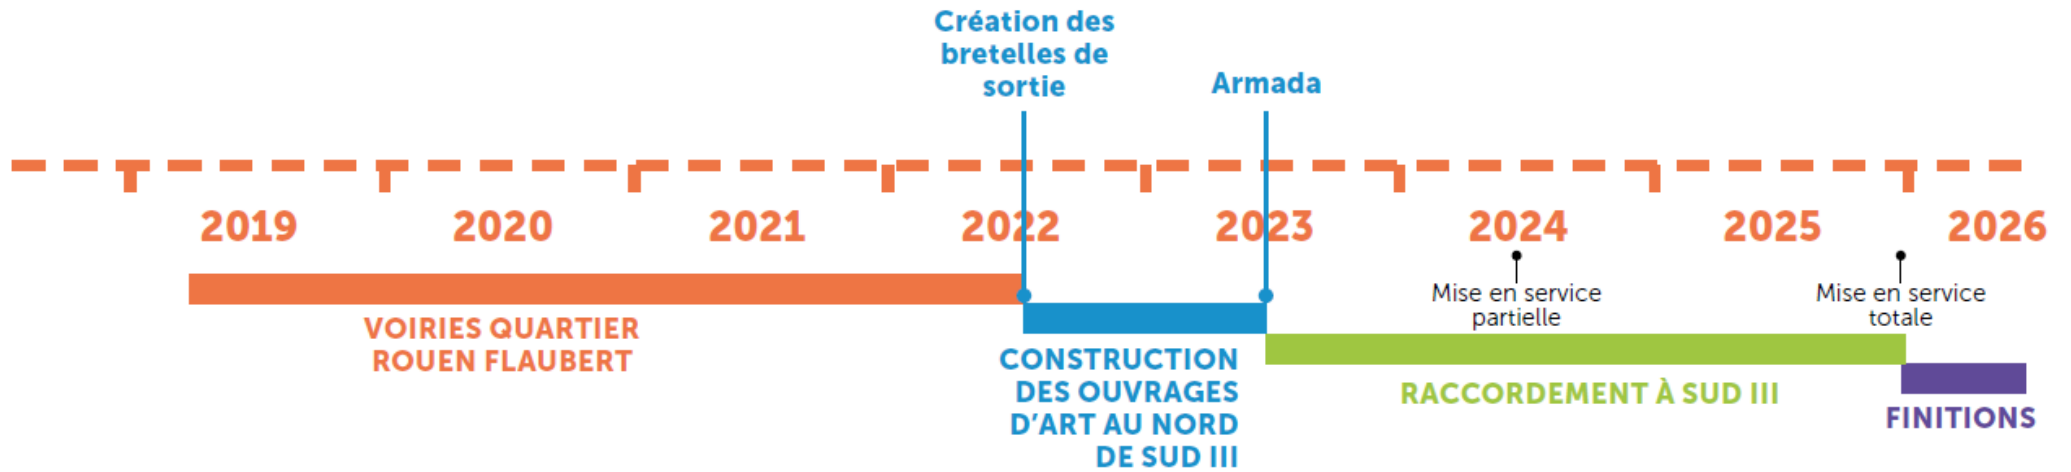 Création des
bretelles de
sortie
Armada
2019
2020
2021
2022
2023
2024
2025
2026
Mise en service
partielle
Mise en service
totale
VOIRIES QUARTIER
ROUEN FLAUBERT
CONSTRUCTION
DES OUVRAGES
D’ART AU NORD
DE SUD III
RACCORDEMENT À SUD III
FINITIONS